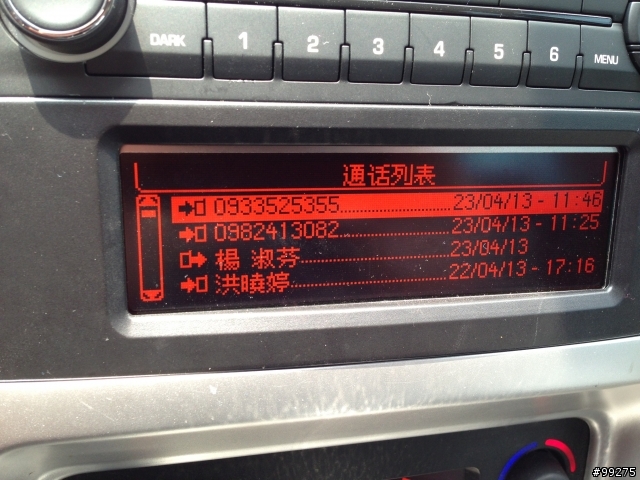 DARK 1 2 3 4 5 6 MENU
通话列表
0933525355....................23/04/13 - 11:46
0982413082....................23/04/13 - 11:25
楊 淑芬....................23/04/13
洪曉婷....................22/04/13 - 17:16
#99275